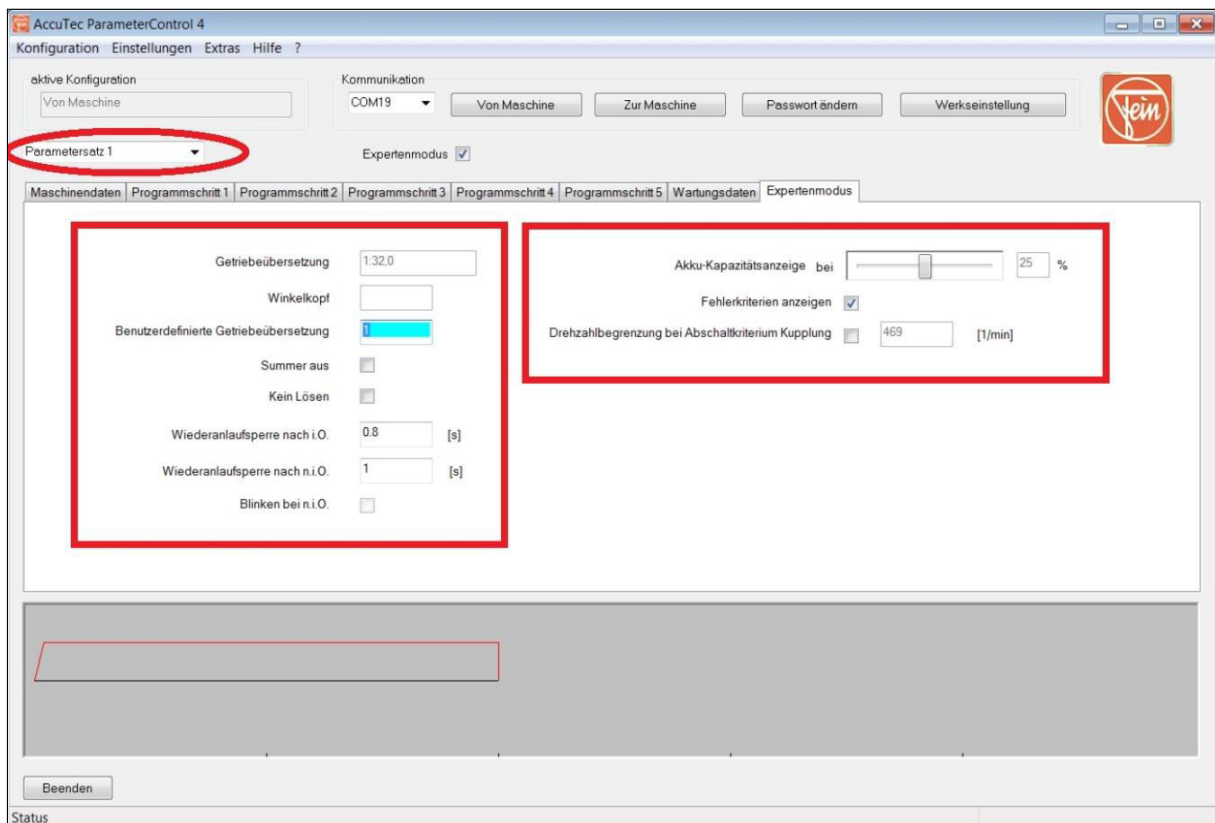 AccuTec ParameterControl 4
Konfiguration Einstellungen Extras Hilfe ?
aktive Konfiguration
Von Maschine
Kommunikation
COM19 Von Maschine Zur Maschine Passwort ändern Werkseinstellung
Fein
Parametersatz 1
Expertenmodus
Maschinendaten Programmschritt 1 Programmschritt 2 Programmschritt 3 Programmschritt 4 Programmschritt 5 Wartungsdaten Expertenmodus
Getriebeübersetzung 1:32,0
Winkelkopf
Benutzerdefinierte Getriebeübersetzung 1
Summer aus
Kein Lösen
Wiederanlaufsperre nach i.O. 0.8 [s]
Wiederanlaufsperre nach n.i.O. 1 [s]
Blinken bei n.i.O.
Akku-Kapazitätsanzeige bei 25 %
Fehlerkriterien anzeigen
Drehzahlbegrenzung bei Abschaltkriterium Kupplung 469 [1/min]
Beenden
Status